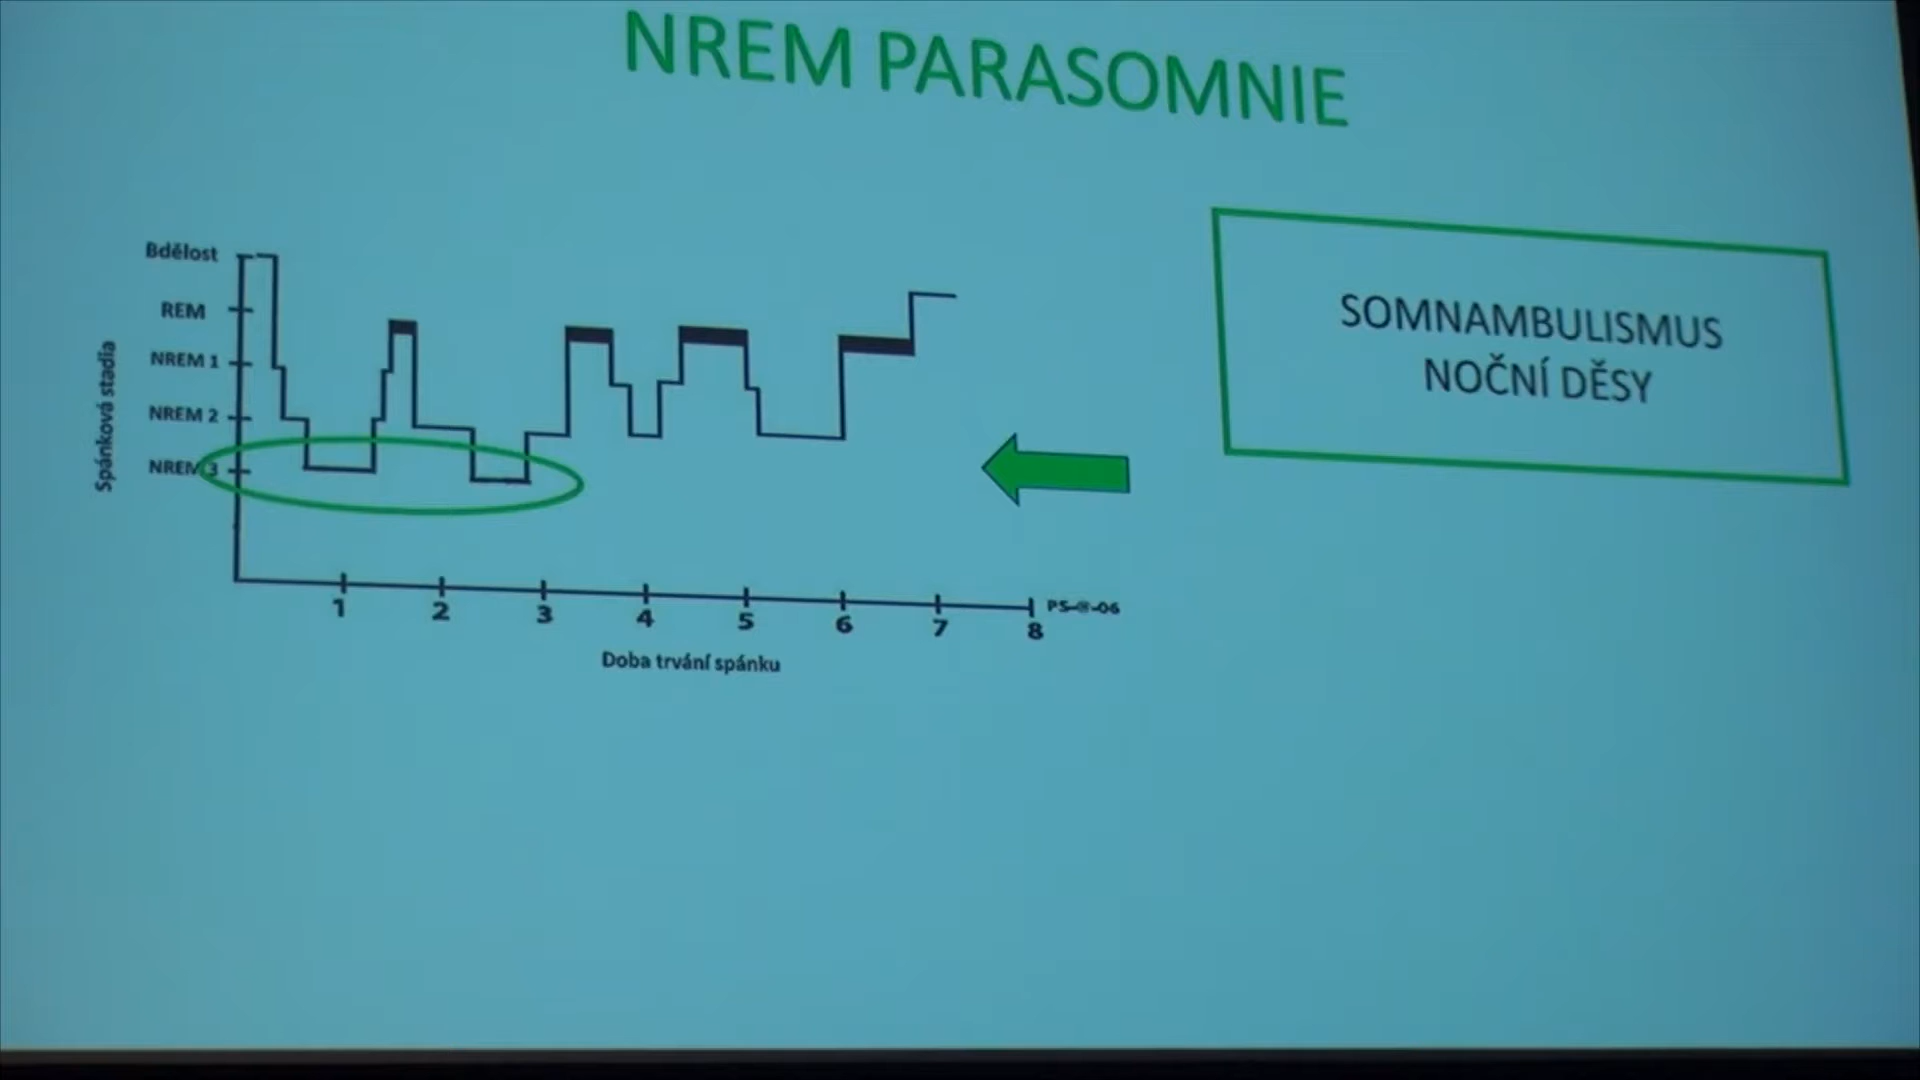 NREM PARASOMNIE
Bdělost
REM
NREM 1
NREM 2
NREM 3
Spánková stadia
1
2
3
4
5
6
7
8
Doba trvání spánku
SOMNAMBULISMUS
NOČNÍ DĚSY